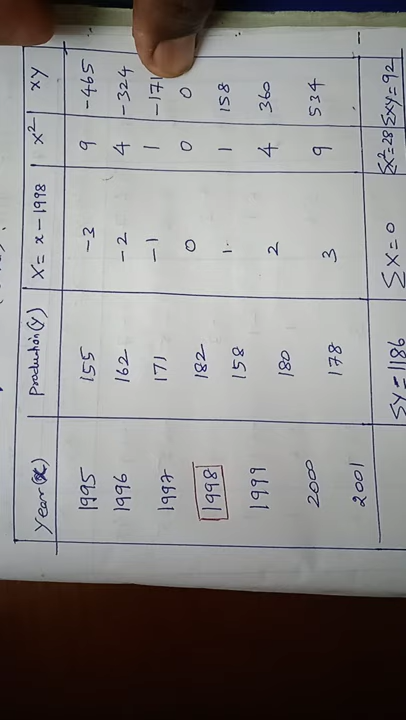 Year(x) Production(Y) X = x - 1998 X² XY
1995 155 -3 9 -465
1996 162 -2 4 -324
1997 171 -1 1 -171
1998 182 0 0 0
1999 158 1 1 158
2000 180 2 4 360
2001 178 3 9 534
ΣY = 1186 ΣX = 0 ΣX²=28 ΣXY=92